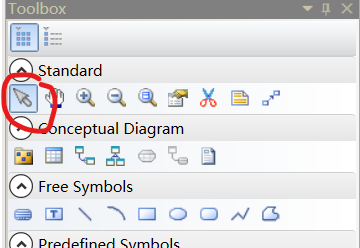 Toolbox
Standard
Conceptual Diagram
Free Symbols
Predefined Symbols